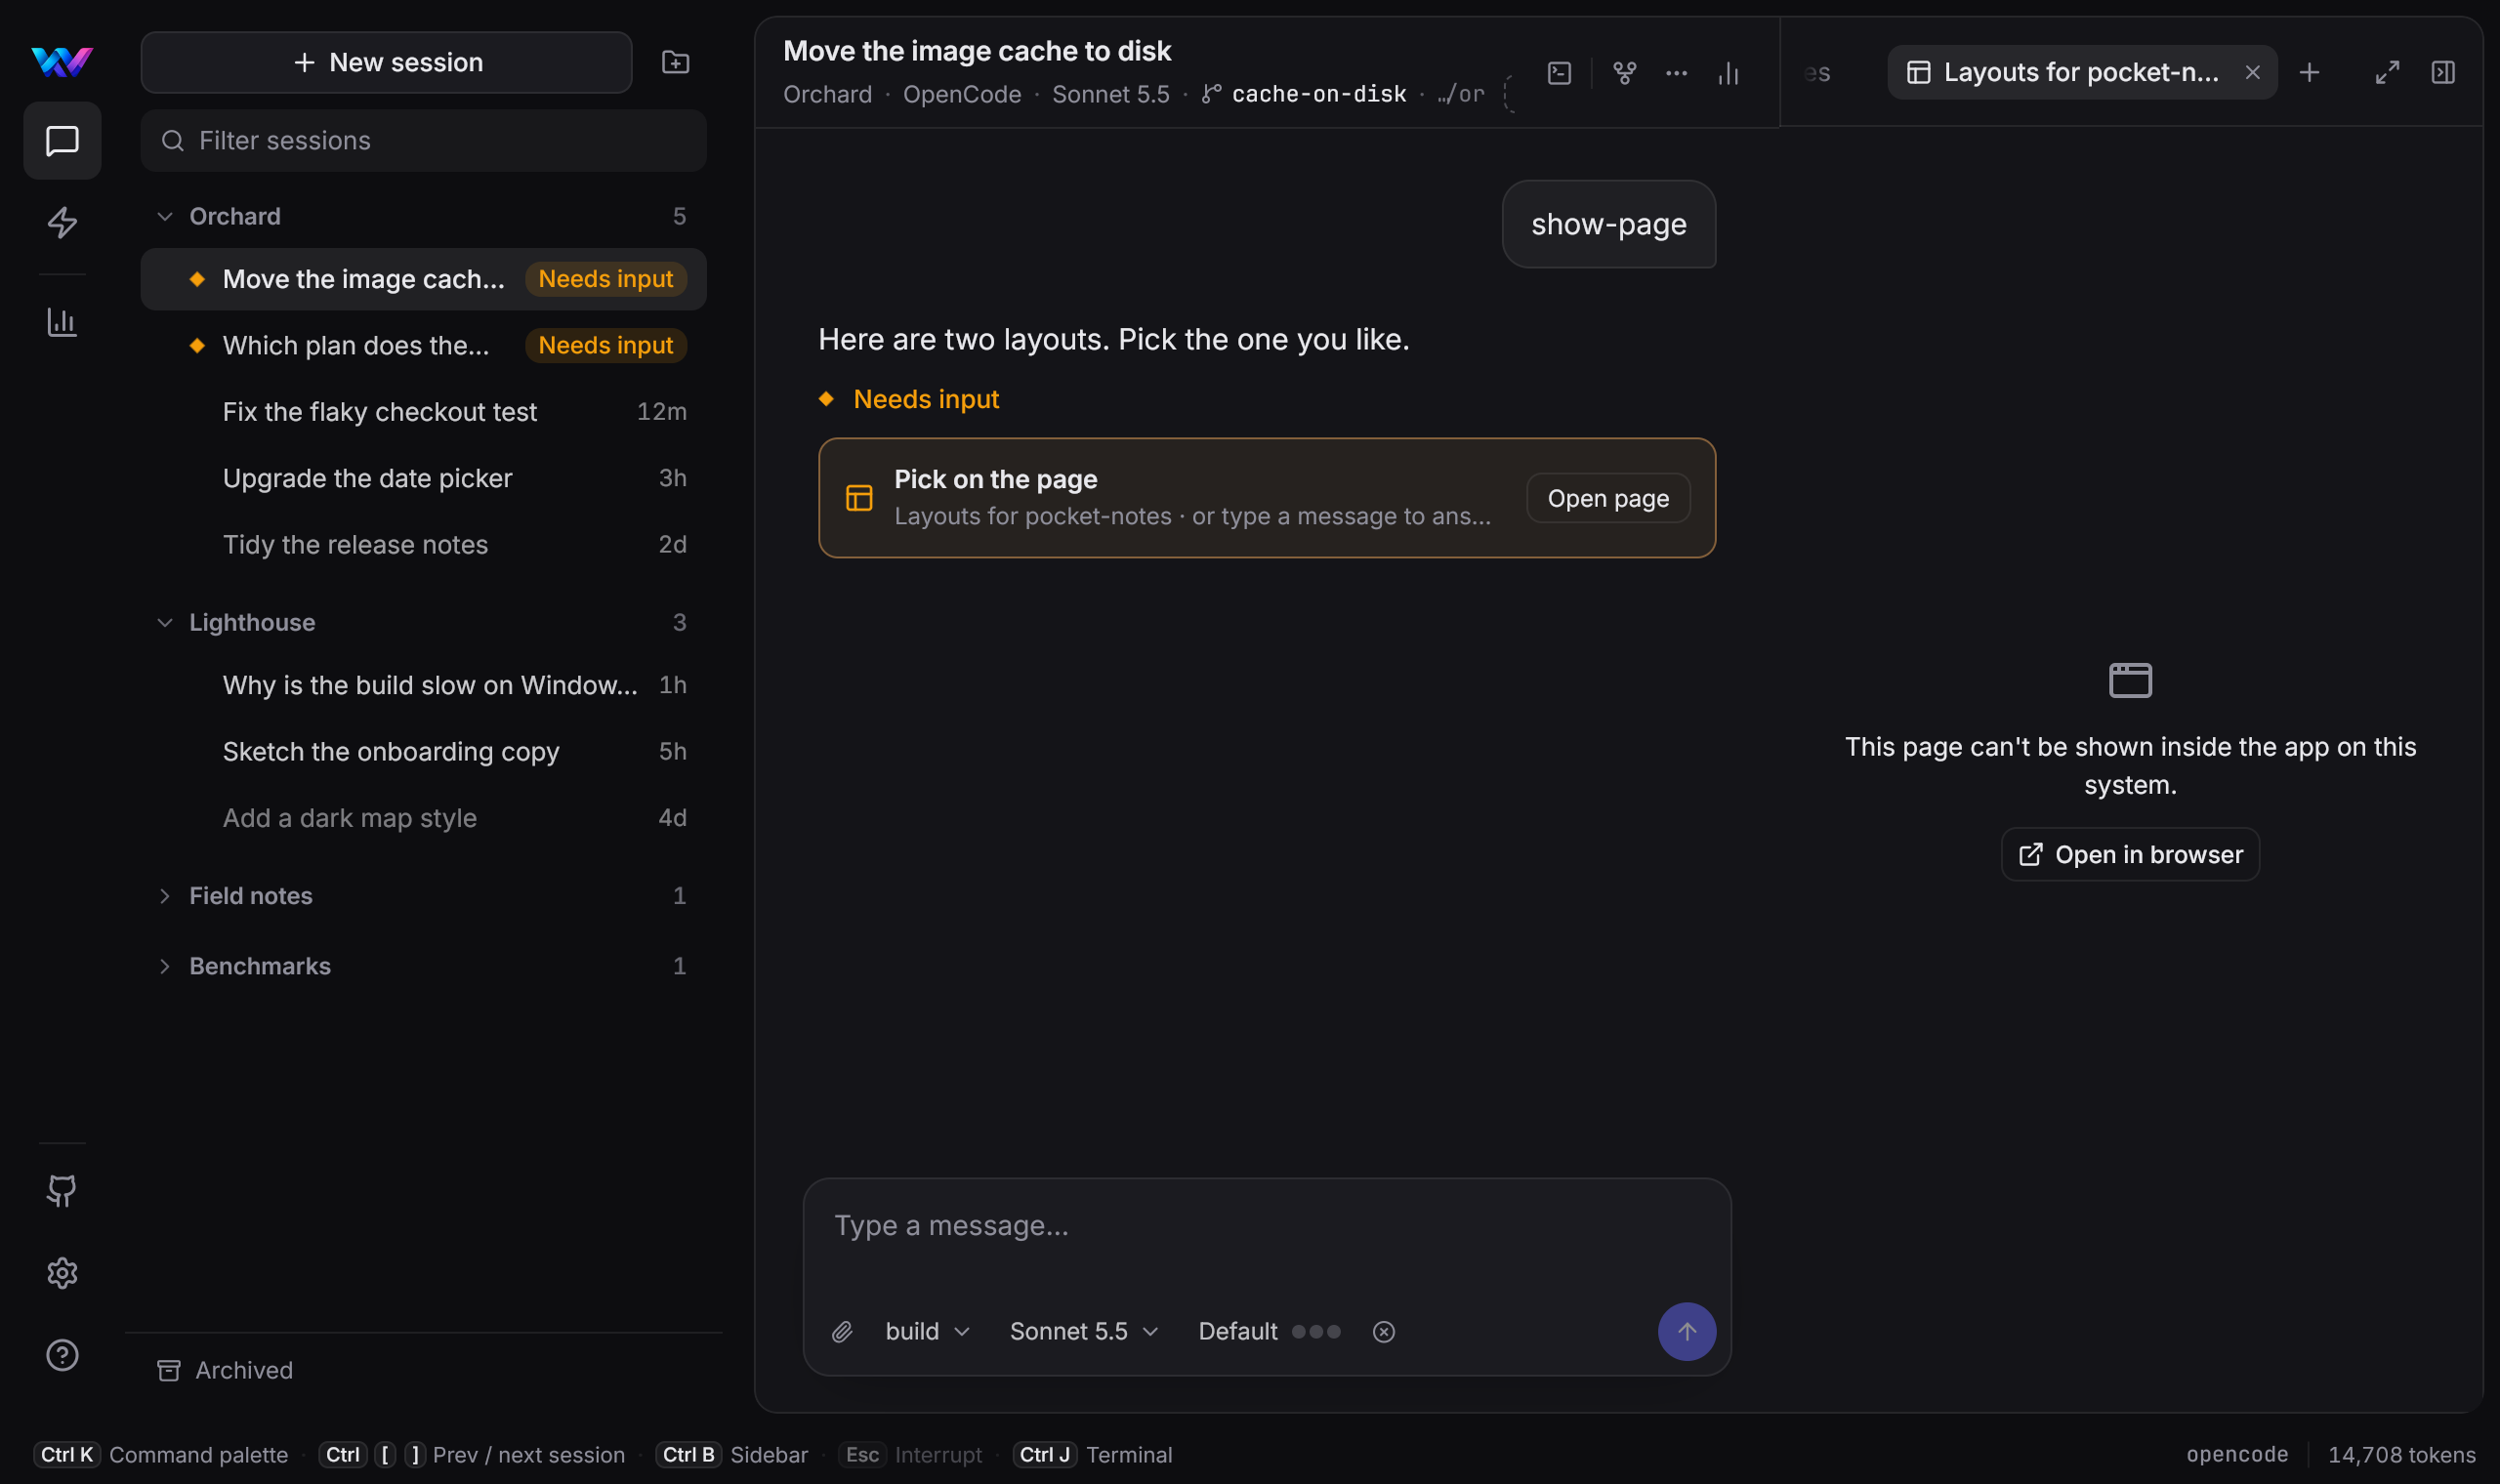 New session
Filter sessions
Orchard 5
Move the image cach... Needs input
Which plan does the... Needs input
Fix the flaky checkout test 12m
Upgrade the date picker 3h
Tidy the release notes 2d
Lighthouse 3
Why is the build slow on Window... 1h
Sketch the onboarding copy 5h
Add a dark map style 4d
Field notes 1
Benchmarks 1
Archived
Move the image cache to disk
Orchard · OpenCode · Sonnet 5.5 · cache-on-disk · …/or
es
Layouts for pocket-n...
show-page
Here are two layouts. Pick the one you like.
Needs input
Pick on the page
Layouts for pocket-notes · or type a message to ans...
Open page
This page can't be shown inside the app on this
system.
Open in browser
Type a message...
build Sonnet 5.5 Default
Ctrl K Command palette · Ctrl [ ] Prev / next session · Ctrl B Sidebar · Esc Interrupt · Ctrl J Terminal
opencode 14,708 tokens